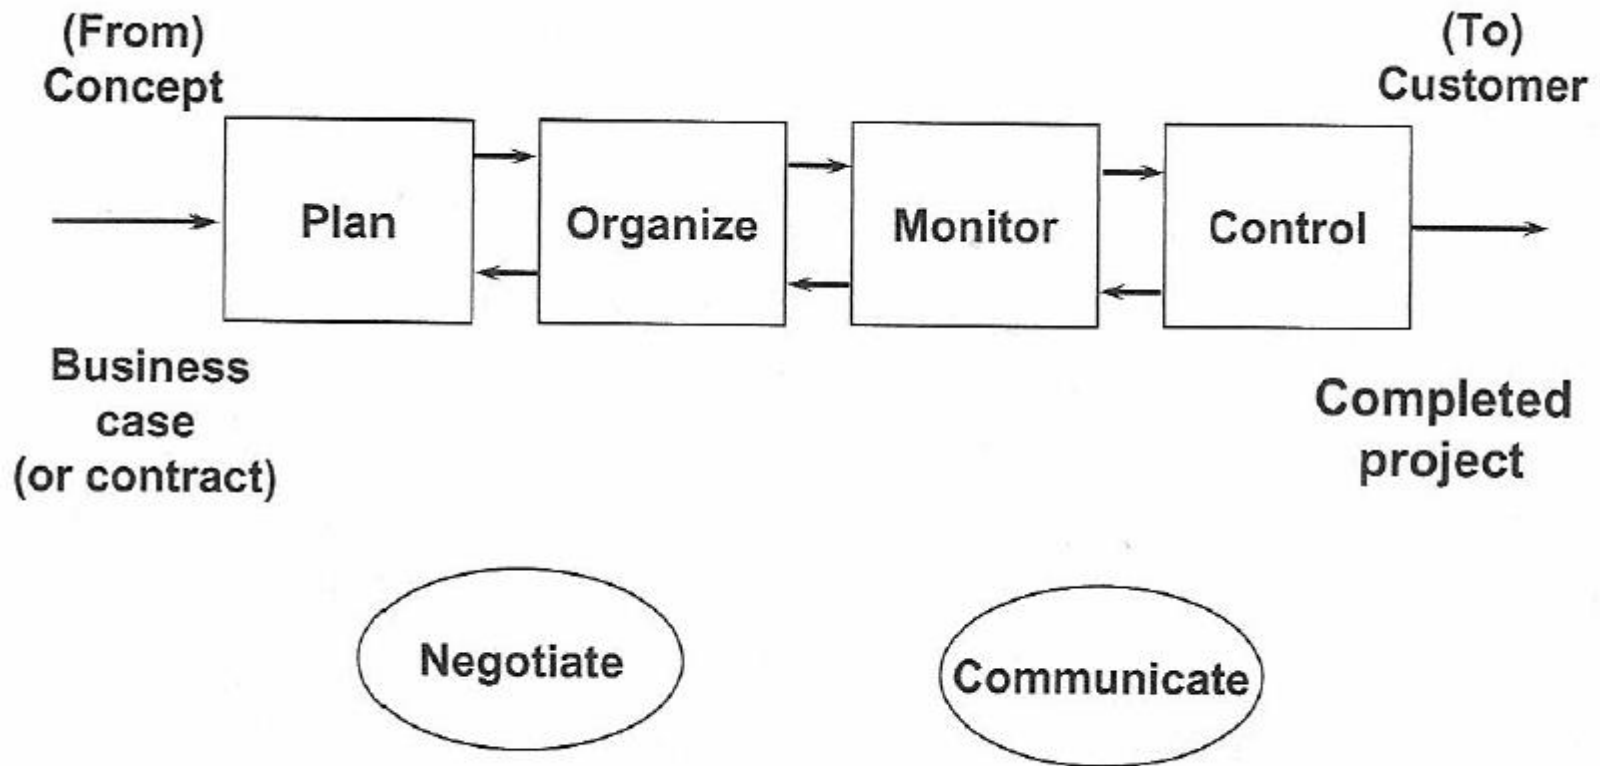 (From)
Concept
(To)
Customer
Plan
Organize
Monitor
Control
Business
case
(or contract)
Completed
project
Negotiate
Communicate